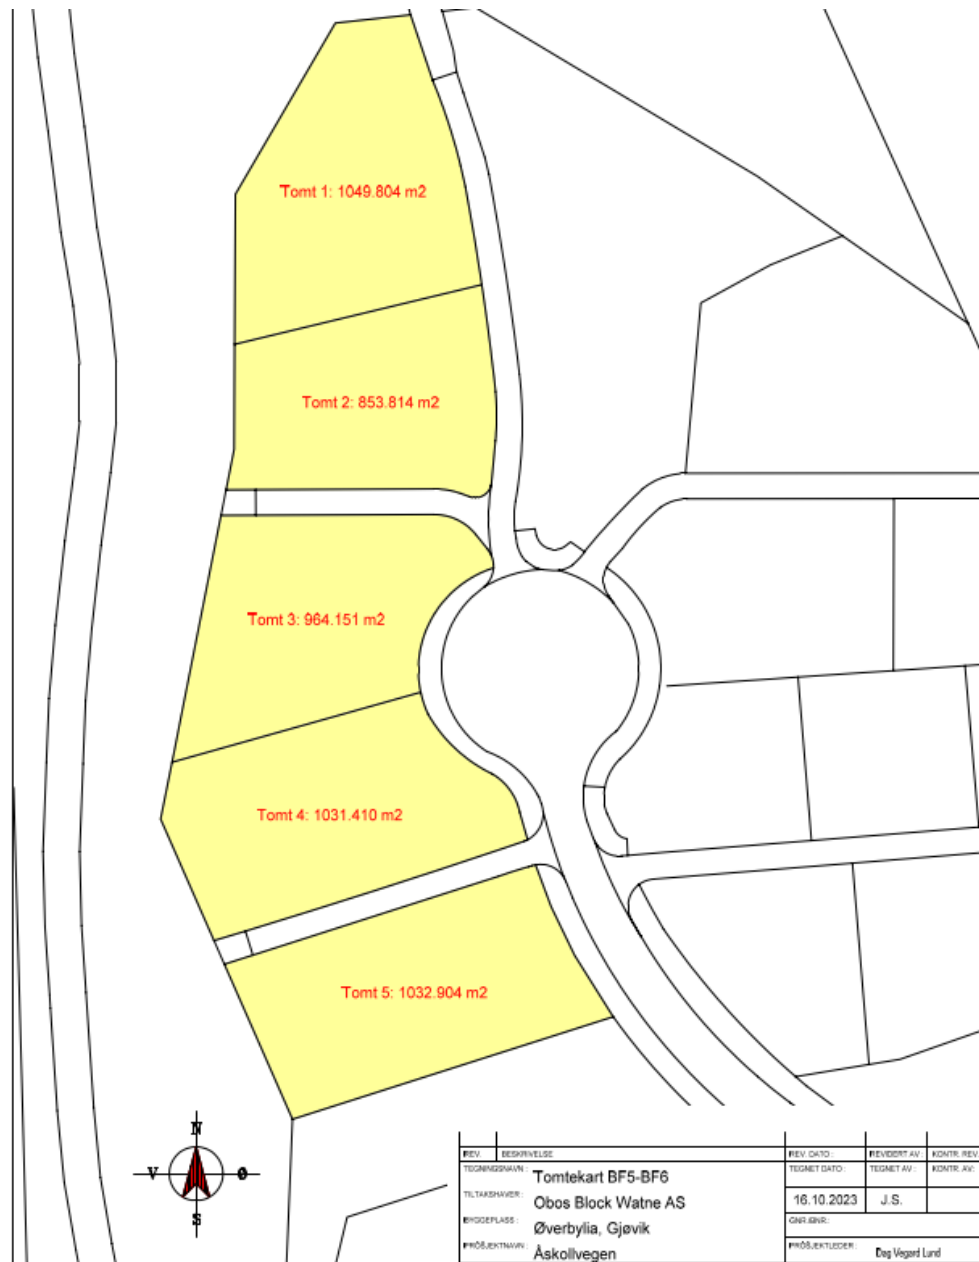 Tomt 1: 1049.804 m2
Tomt 2: 853.814 m2
Tomt 3: 964.151 m2
Tomt 4: 1031.410 m2
Tomt 5: 1032.904 m2
N
V Ø
S
REV. BESKRIVELSE REV. DATO: REVIDERT AV: KONTR. REV.
TEGNINGSNAVN: Tomtekart BF5-BF6 TEGNET DATO: TEGNET AV: KONTR. AV:
TILTAKSHAVER: Obos Block Watne AS 16.10.2023 J.S.
BYGGEPLASS: Øverbylia, Gjøvik GNR./BNR.:
PROSJEKTNAVN: Åskollvegen PROSJEKTLEDER: Dag Vegard Lund